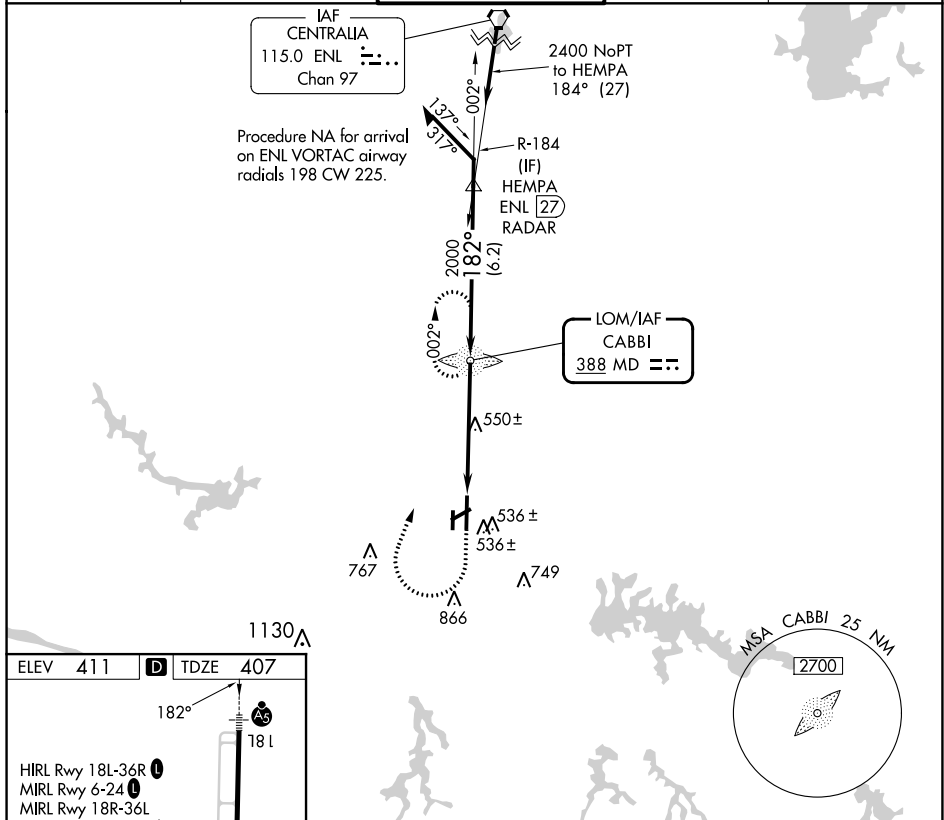 IAF
CENTRALIA
115.0 ENL
Chan 97
2400 NoPT
to HEMPA
184° (27)
002°
137°
317°
Procedure NA for arrival
on ENL VORTAC airway
radials 198 CW 225.
R-184
(IF)
HEMPA
ENL 27
RADAR
2000
182°
(6.2)
002°
LOM/IAF
CABBI
388 MD
550±
536±
536±
767
749
866
1130
MSA CABBI 25 NM
2700
ELEV 411 D TDZE 407
182°
A5
18 L
HIRL Rwy 18L-36R L
MIRL Rwy 6-24 L
MIRL Rwy 18R-36L